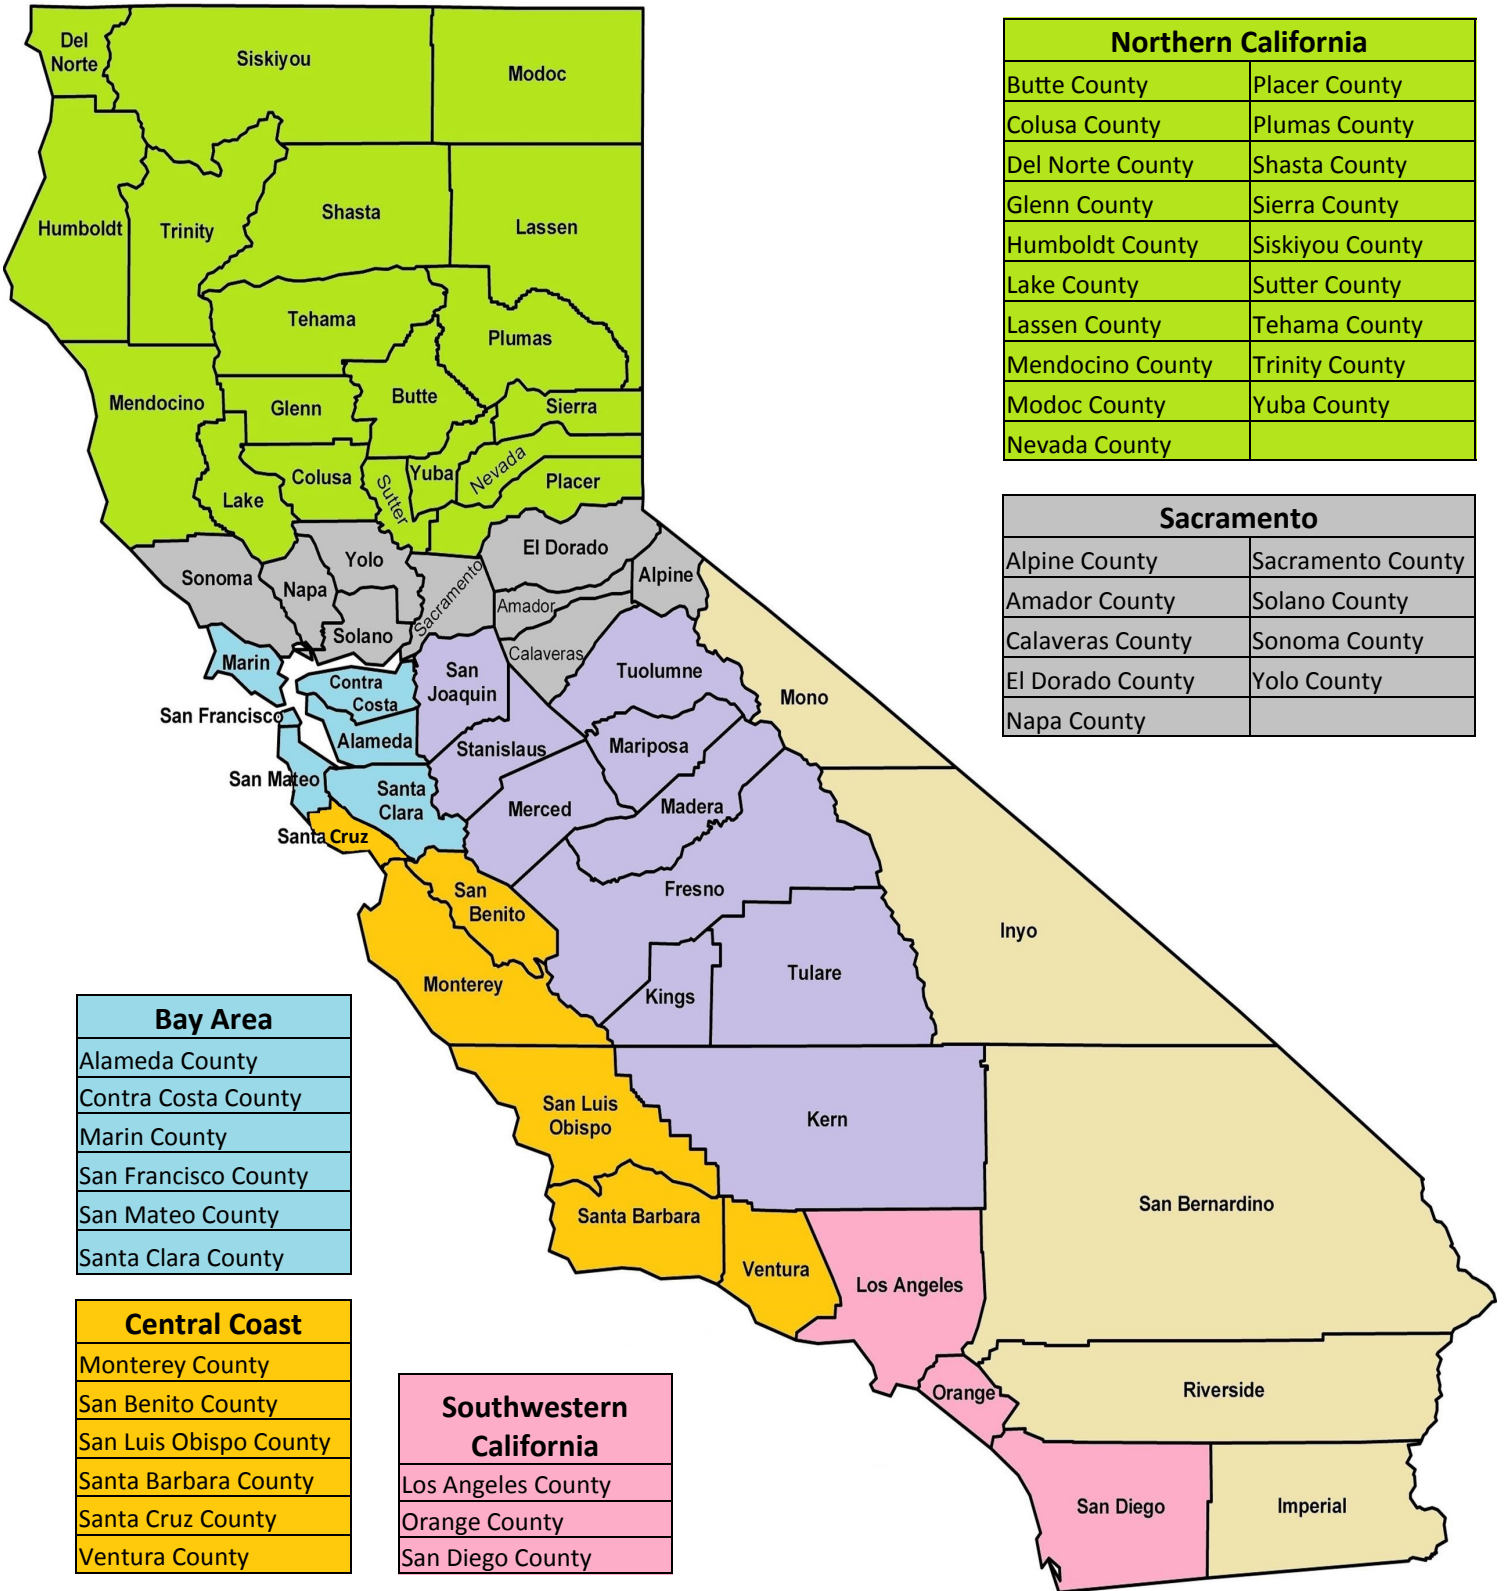 Del
Norte
Siskiyou
Modoc
Humboldt
Trinity
Shasta
Lassen
Tehama
Plumas
Mendocino
Glenn
Butte
Sierra
Lake
Colusa
Sutter
Yuba
Nevada
Placer
Sonoma
Napa
Yolo
Solano
Sacramento
El Dorado
Amador
Alpine
Calaveras
Marin
Contra
Costa
San Francisco
Alameda
San Mateo
Santa
Clara
Santa Cruz
San
Joaquin
Stanislaus
Tuolumne
Mariposa
Merced
Madera
Mono
Fresno
San
Benito
Monterey
Kings
Tulare
Inyo
San Luis
Obispo
Kern
Santa Barbara
Ventura
Los Angeles
San Bernardino
Orange
Riverside
San Diego
Imperial
Northern California
Butte County Placer County
Colusa County Plumas County
Del Norte County Shasta County
Glenn County Sierra County
Humboldt County Siskiyou County
Lake County Sutter County
Lassen County Tehama County
Mendocino County Trinity County
Modoc County Yuba County
Nevada County
Sacramento
Alpine County Sacramento County
Amador County Solano County
Calaveras County Sonoma County
El Dorado County Yolo County
Napa County
Bay Area
Alameda County
Contra Costa County
Marin County
San Francisco County
San Mateo County
Santa Clara County
Central Coast
Monterey County
San Benito County
San Luis Obispo County
Santa Barbara County
Santa Cruz County
Ventura County
Southwestern
California
Los Angeles County
Orange County
San Diego County